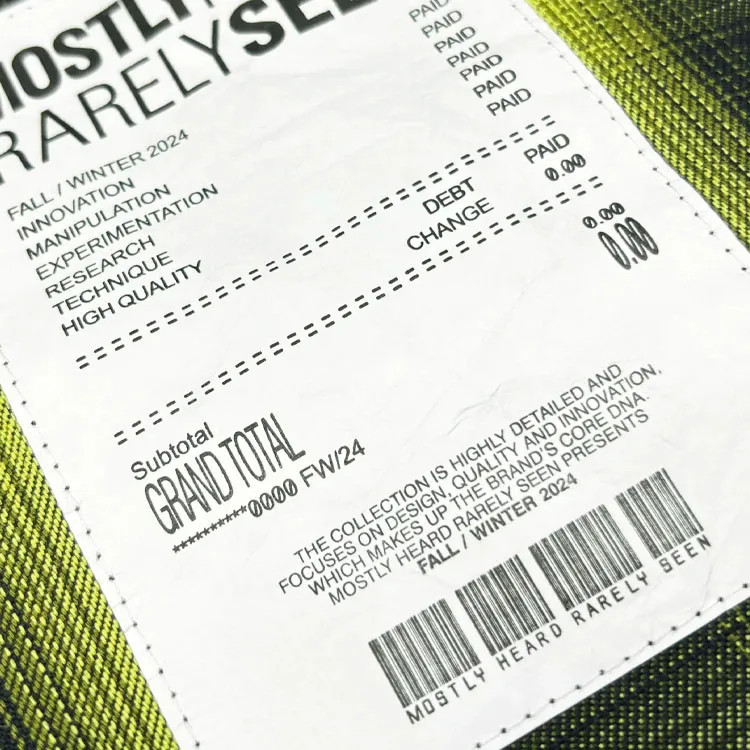 MOSTLY
RARELY SEE
PAID
PAID
PAID
PAID
PAID
PAID
FALL / WINTER 2024
INNOVATION
MANIPULATION
EXPERIMENTATION
RESEARCH
TECHNIQUE
HIGH QUALITY
DEBT PAID
CHANGE 0.00
Subtotal 0.00
GRAND TOTAL 0.00
**********0000 FW/24
THE COLLECTION IS HIGHLY DETAILED AND
FOCUSES ON DESIGN, QUALITY AND INNOVATION,
WHICH MAKES UP THE BRAND'S CORE DNA.
MOSTLY HEARD RARELY SEEN PRESENTS
FALL / WINTER 2024
MOSTLY HEARD RARELY SEEN